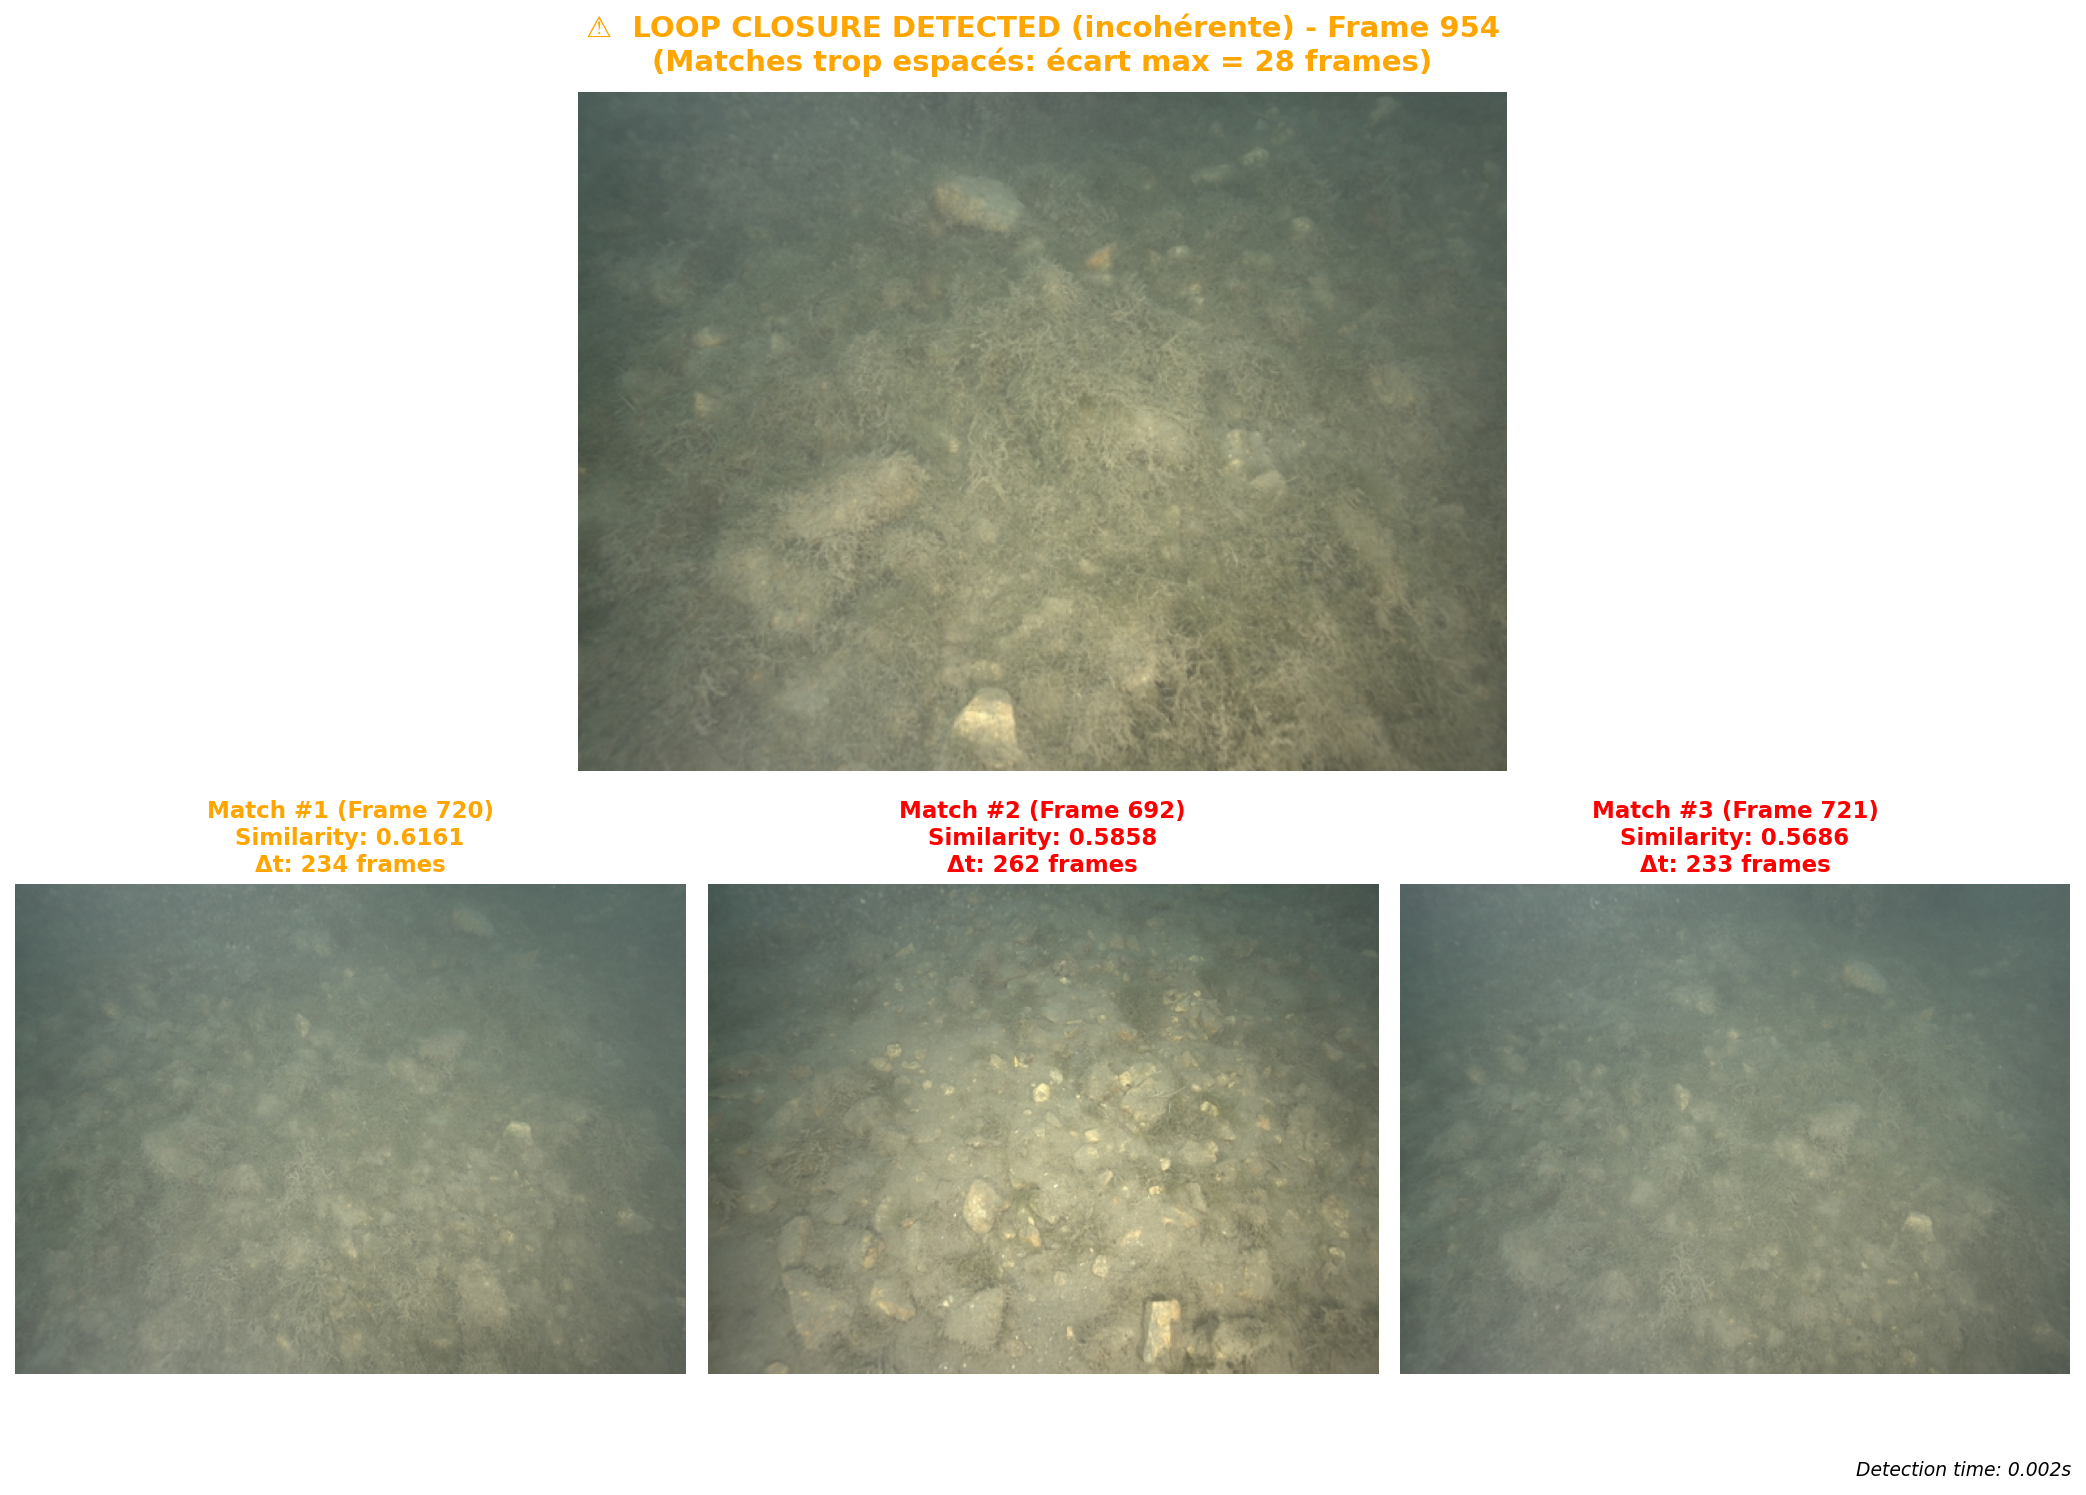 ⚠ LOOP CLOSURE DETECTED (incohérente) - Frame 954
(Matches trop espacés: écart max = 28 frames)
Match #1 (Frame 720)
Similarity: 0.6161
Δt: 234 frames
Match #2 (Frame 692)
Similarity: 0.5858
Δt: 262 frames
Match #3 (Frame 721)
Similarity: 0.5686
Δt: 233 frames
Detection time: 0.002s